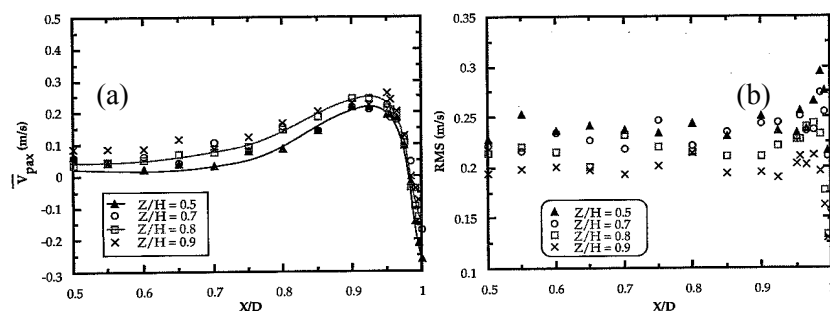 (a)
V̄pax (m/s)
0.5
0.4
0.3
0.2
0.1
0
-0.1
-0.2
-0.3
Z/H = 0.5
Z/H = 0.7
Z/H = 0.8
Z/H = 0.9
0.5 0.6 0.7 0.8 0.9 1
X/D
(b)
RMS (m/s)
0.35
0.3
0.25
0.2
0.15
0.1
Z/H = 0.5
Z/H = 0.7
Z/H = 0.8
Z/H = 0.9
0.5 0.6 0.7 0.8 0.9 1
X/D